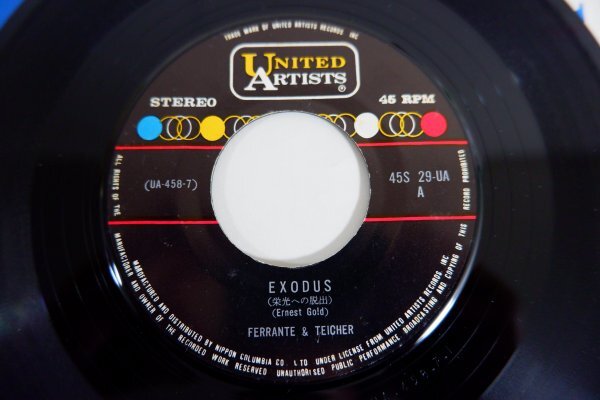 TRADE MARK OF UNITED ARTISTS RECORDS, INC
UNITED
ARTISTS
®
STEREO
45 RPM
(UA-458-7)
45S 29-UA
A
EXODUS
(栄光への脱出)
(Ernest Gold)
FERRANTE & TEICHER
ALL RIGHTS OF THE MANUFACTURER AND OWNER OF THE RECORDED WORK RESERVED UNAUTHORISED PUBLIC PERFORMANCE BROADCASTING AND COPYING OF THIS RECORD PROHIBITED
MANUFACTURED AND DISTRIBUTED BY NIPPON COLUMBIA CO LTD UNDER LICENSE FROM UNITED ARTISTS RECORDS INC